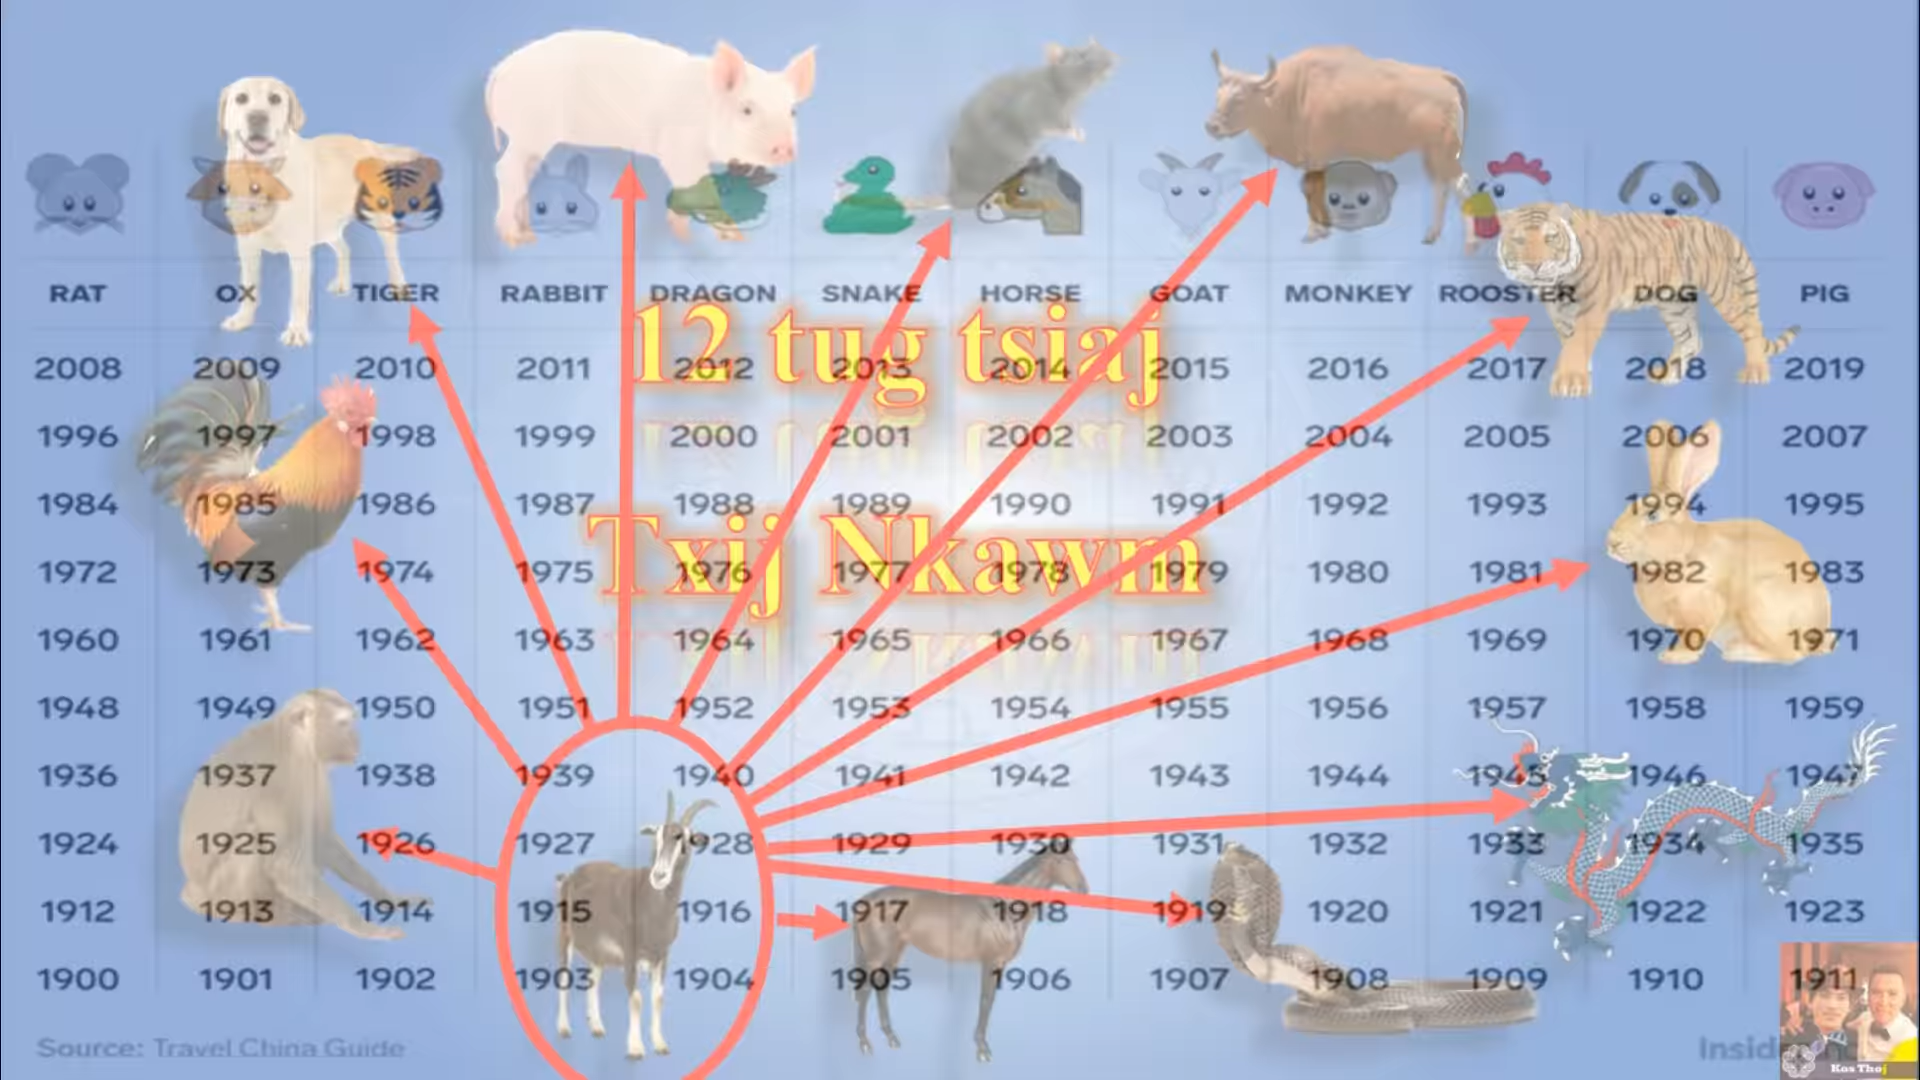 RAT OX TIGER RABBIT DRAGON SNAKE HORSE GOAT MONKEY ROOSTER DOG PIG
12 tug tsiaj
2008 2009 2010 2011 2012 2013 2014 2015 2016 2017 2018 2019
1996 1997 1998 1999 2000 2001 2002 2003 2004 2005 2006 2007
1984 1985 1986 1987 1988 1989 1990 1991 1992 1993 1994 1995
Txij Nkawm
1972 1973 1974 1975 1976 1977 1978 1979 1980 1981 1982 1983
1960 1961 1962 1963 1964 1965 1966 1967 1968 1969 1970 1971
1948 1949 1950 1951 1952 1953 1954 1955 1956 1957 1958 1959
1936 1937 1938 1939 1940 1941 1942 1943 1944 1945 1946 1947
1924 1925 1926 1927 1928 1929 1930 1931 1932 1933 1934 1935
1912 1913 1914 1915 1916 1917 1918 1919 1920 1921 1922 1923
1900 1901 1902 1903 1904 1905 1906 1907 1908 1909 1910 1911
Source: Travel China Guide
Kos Thoj